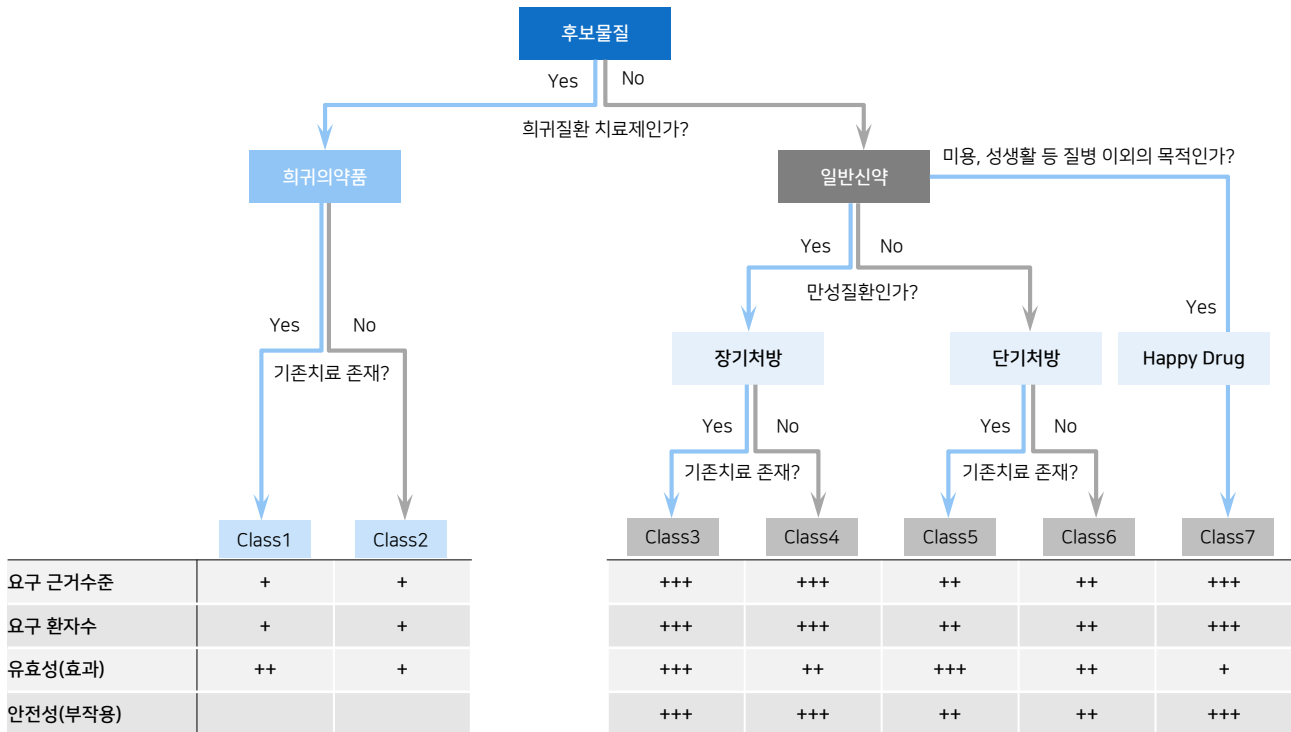 후보물질
Yes No
희귀질환 치료제인가?
희귀의약품
일반신약
미용, 성생활 등 질병 이외의 목적인가?
Yes No
만성질환인가?
Yes
Yes No
기존치료 존재?
장기처방
단기처방
Happy Drug
Yes No
기존치료 존재?
Yes No
기존치료 존재?
Class1 Class2 Class3 Class4 Class5 Class6 Class7
요구 근거수준 + + +++ +++ ++ ++ +++
요구 환자수 + + +++ +++ ++ ++ +++
유효성(효과) ++ + +++ ++ +++ ++ +
안전성(부작용) +++ +++ ++ ++ +++